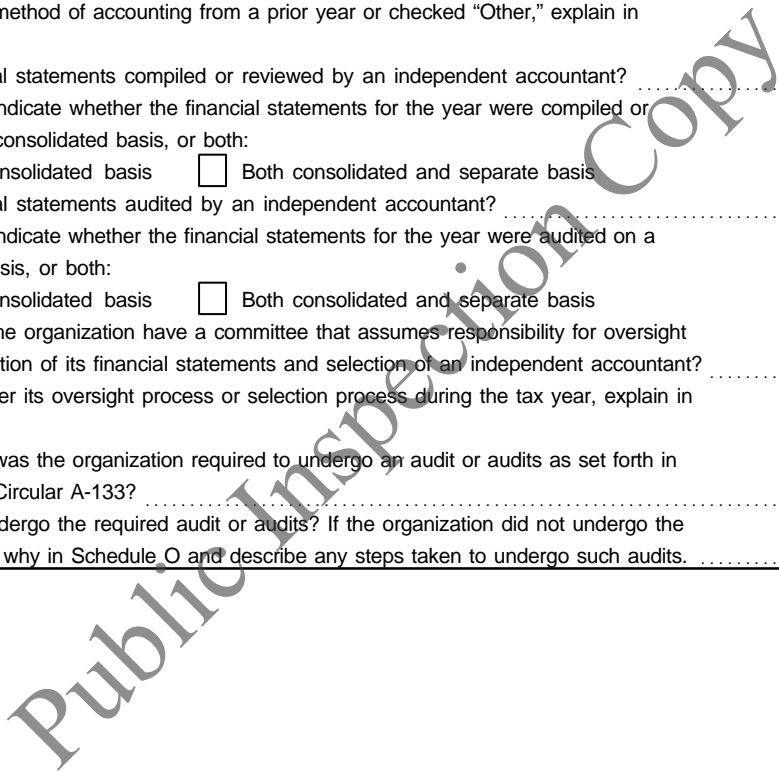 method of accounting from a prior year or checked “Other,” explain in
al statements compiled or reviewed by an independent accountant?
ndicate whether the financial statements for the year were compiled or
consolidated basis, or both:
nsolidated basis Both consolidated and separate basis
al statements audited by an independent accountant?
ndicate whether the financial statements for the year were audited on a
sis, or both:
nsolidated basis Both consolidated and separate basis
ne organization have a committee that assumes responsibility for oversight
tion of its financial statements and selection of an independent accountant?
er its oversight process or selection process during the tax year, explain in
was the organization required to undergo an audit or audits as set forth in
Circular A-133?
dergo the required audit or audits? If the organization did not undergo the
why in Schedule O and describe any steps taken to undergo such audits.
Public Inspection Copy